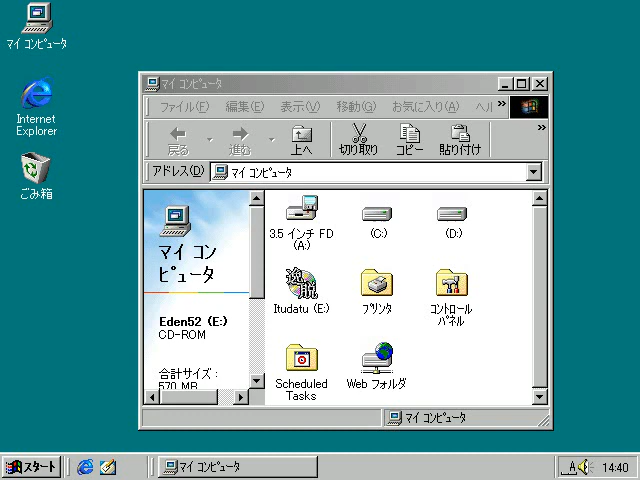 マイ コンピュータ
Internet
Explorer
ごみ箱
マイ コンピュータ
ファイル(F) 編集(E) 表示(V) 移動(G) お気に入り(A) ヘル »
戻る 進む 上へ 切り取り コピー 貼り付け »
アドレス(D) マイ コンピュータ
マイ コン
ピュータ
Eden52 (E:)
CD-ROM
合計サイズ :
570 MB
3.5 インチ FD
(A:)
(C:)
(D:)
逸脱
Itudatu (E:)
プリンタ
コントロール
パネル
Scheduled
Tasks
Web フォルダ
マイ コンピュータ
スタート
マイ コンピュータ
A 14:40